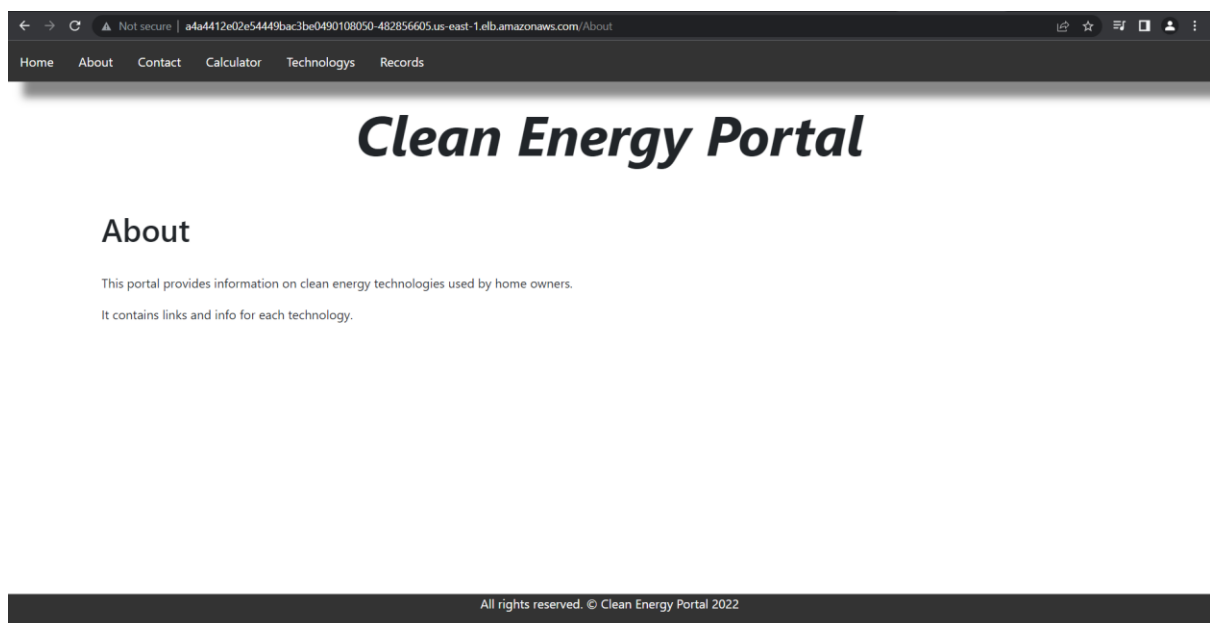 Not secure | a4a4412e02e54449bac3be0490108050-482856605.us-east-1.elb.amazonaws.com/About
Home About Contact Calculator Technologys Records
Clean Energy Portal
About
This portal provides information on clean energy technologies used by home owners.
It contains links and info for each technology.
All rights reserved. © Clean Energy Portal 2022